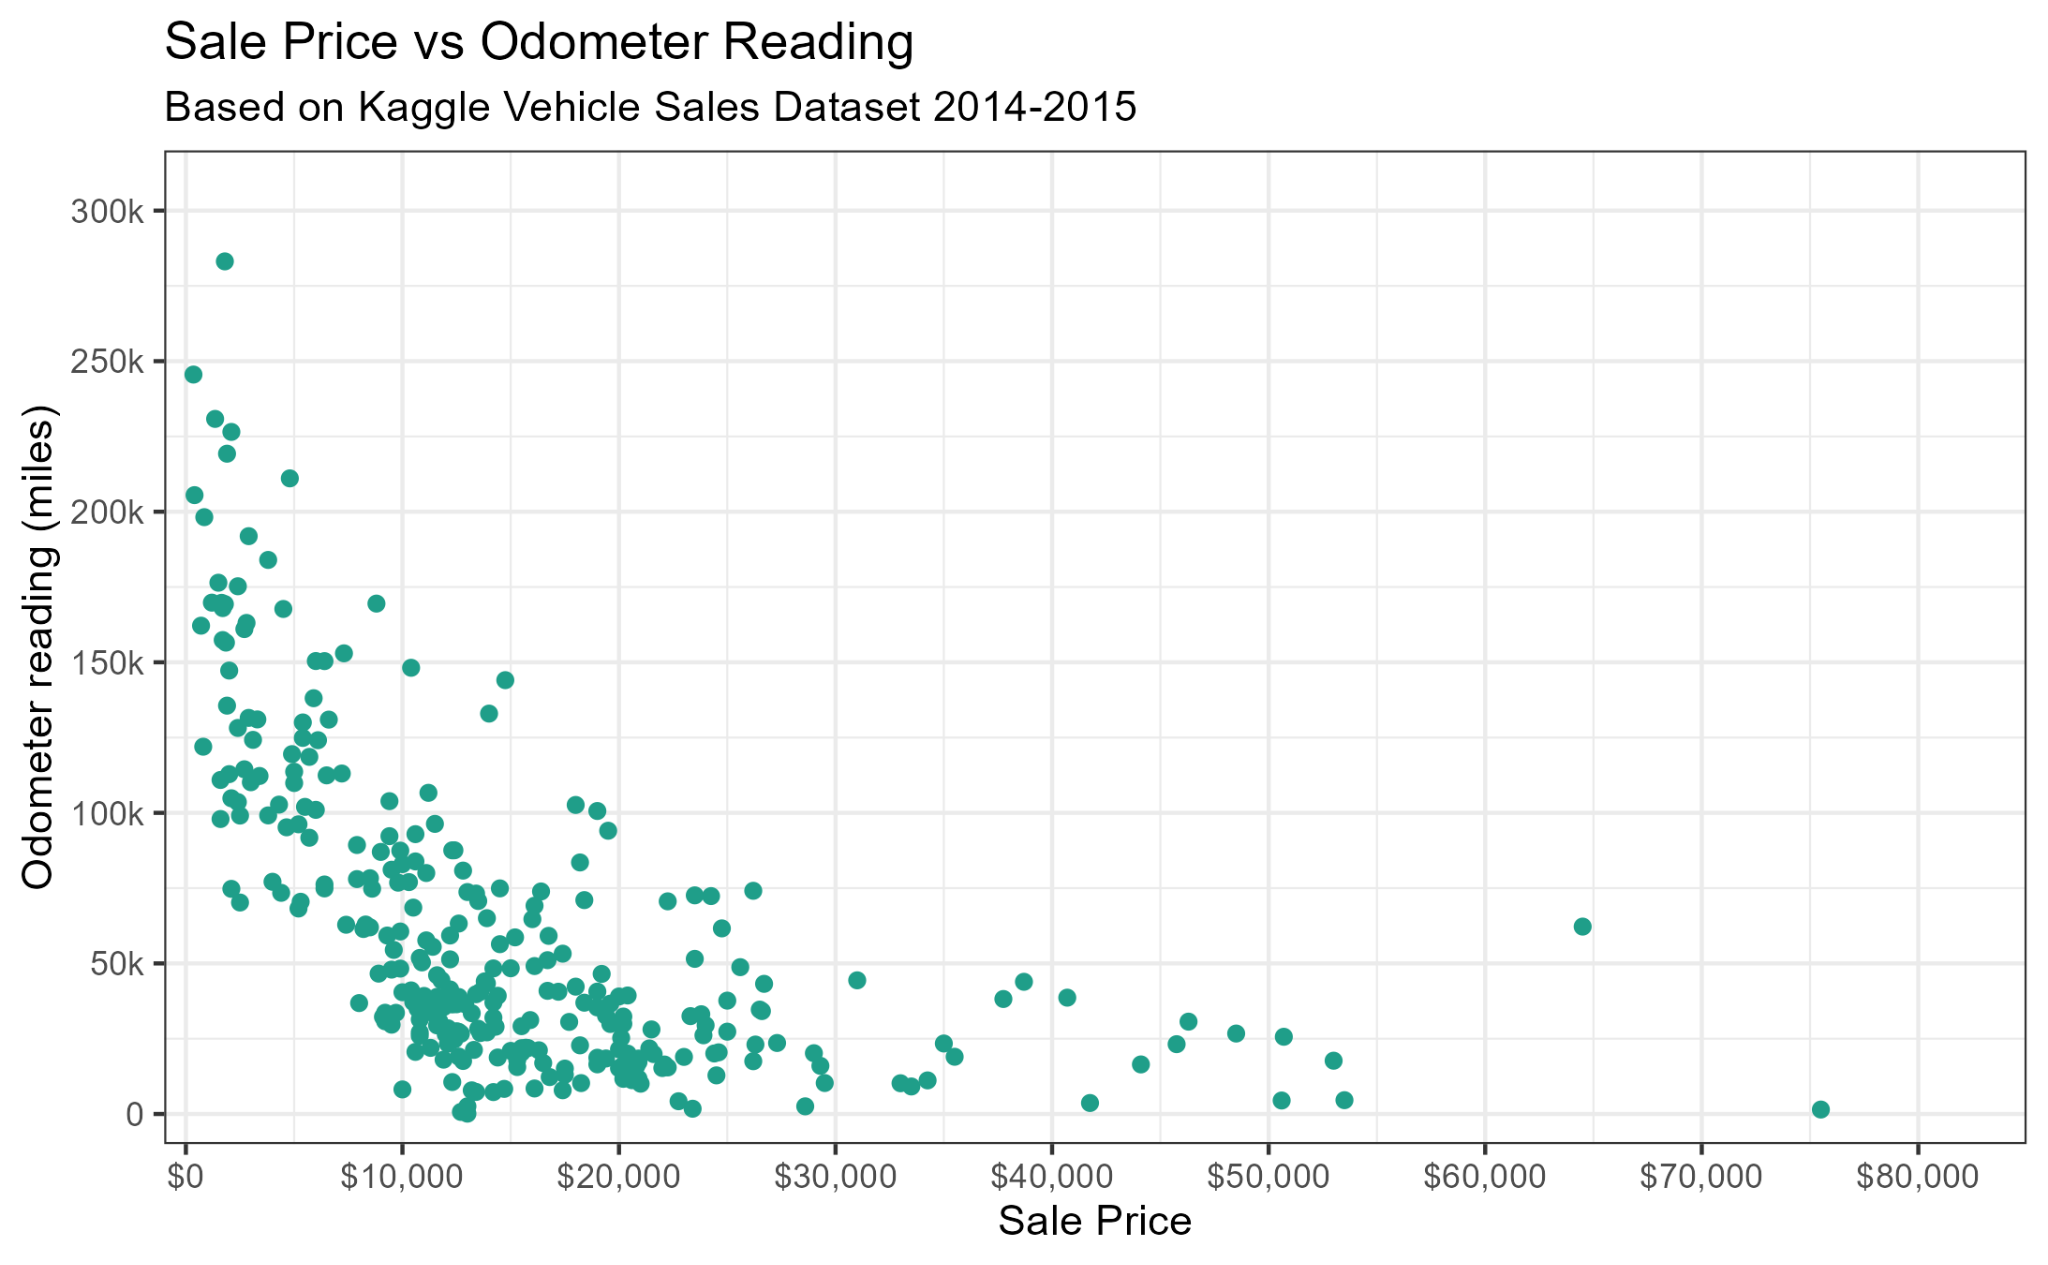 Sale Price vs Odometer Reading
Based on Kaggle Vehicle Sales Dataset 2014-2015
Odometer reading (miles)
300k
250k
200k
150k
100k
50k
0
$0 $10,000 $20,000 $30,000 $40,000 $50,000 $60,000 $70,000 $80,000
Sale Price